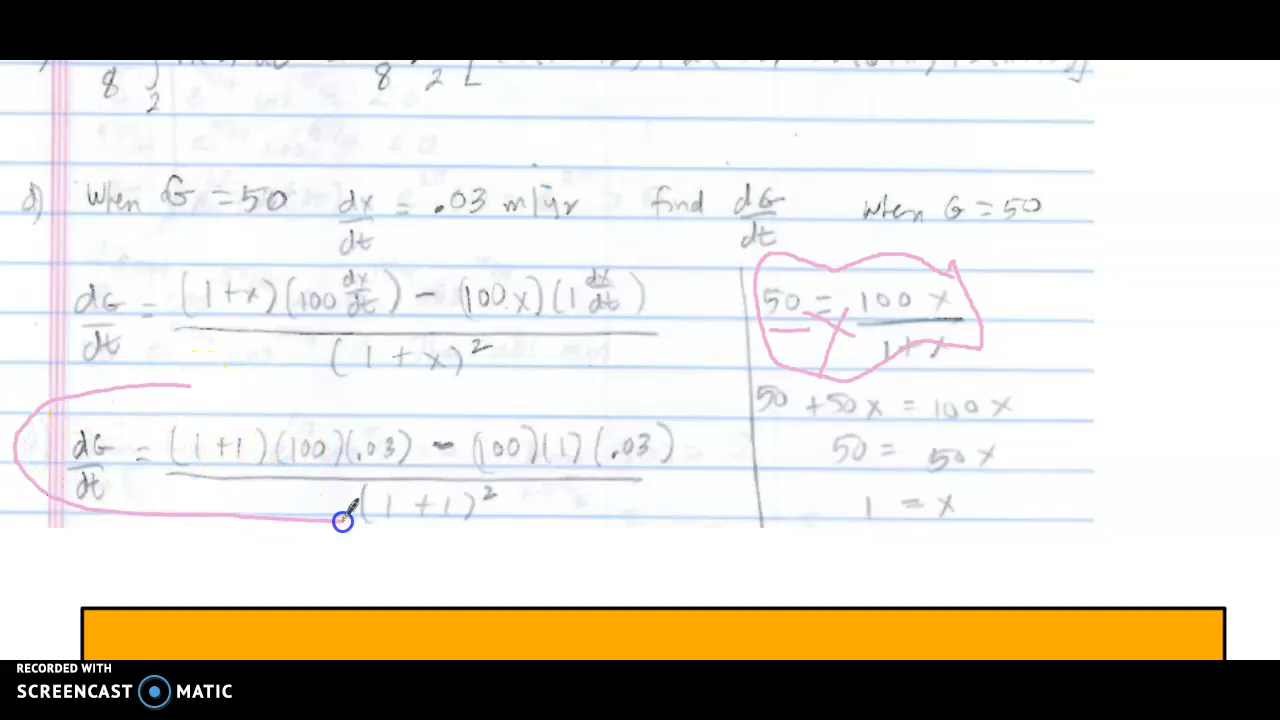 8 2 8 2
d) When G = 50 dx/dt = .03 m/yr find dG/dt when G = 50
dG/dt = ((1+x)(100 dx/dt) - (100x)(1 dx/dt)) / (1+x)^2
50 = 100x / (1+x)
50 + 50x = 100x
dG/dt = ((1+1)(100)(.03) - (100)(1)(.03)) / (1+1)^2
50 = 50x
1 = x
RECORDED WITH
SCREENCAST MATIC